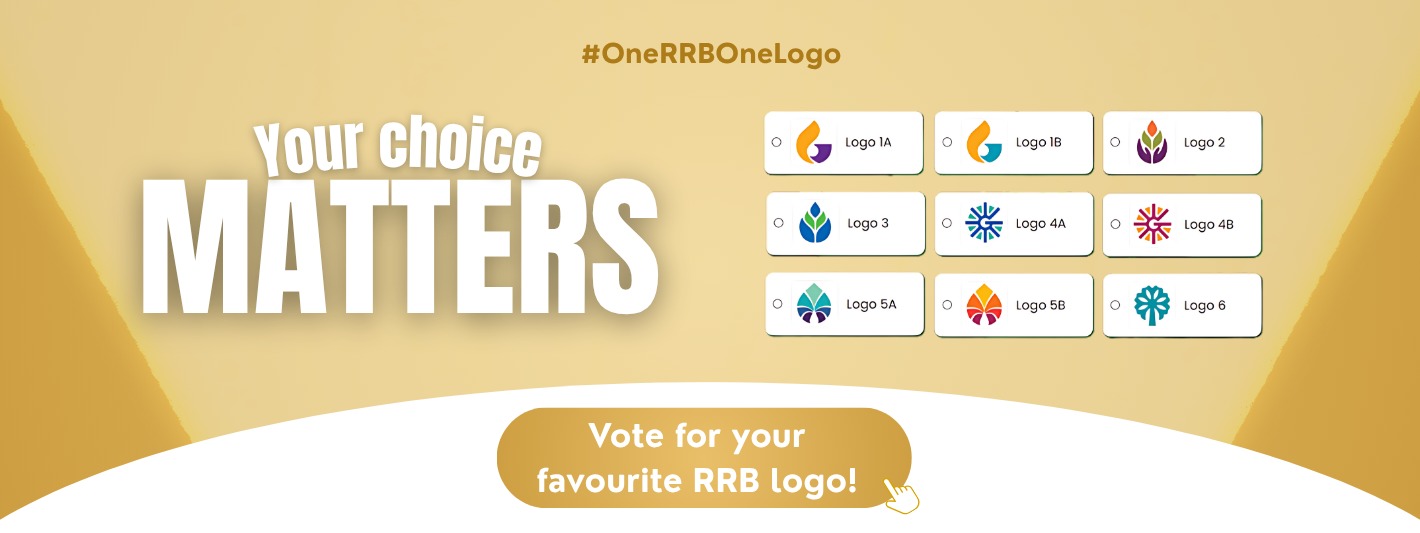 #OneRRBOneLogo
Your choice
MATTERS
Logo 1A
Logo 1B
Logo 2
Logo 3
Logo 4A
Logo 4B
Logo 5A
Logo 5B
Logo 6
Vote for your
favourite RRB logo!